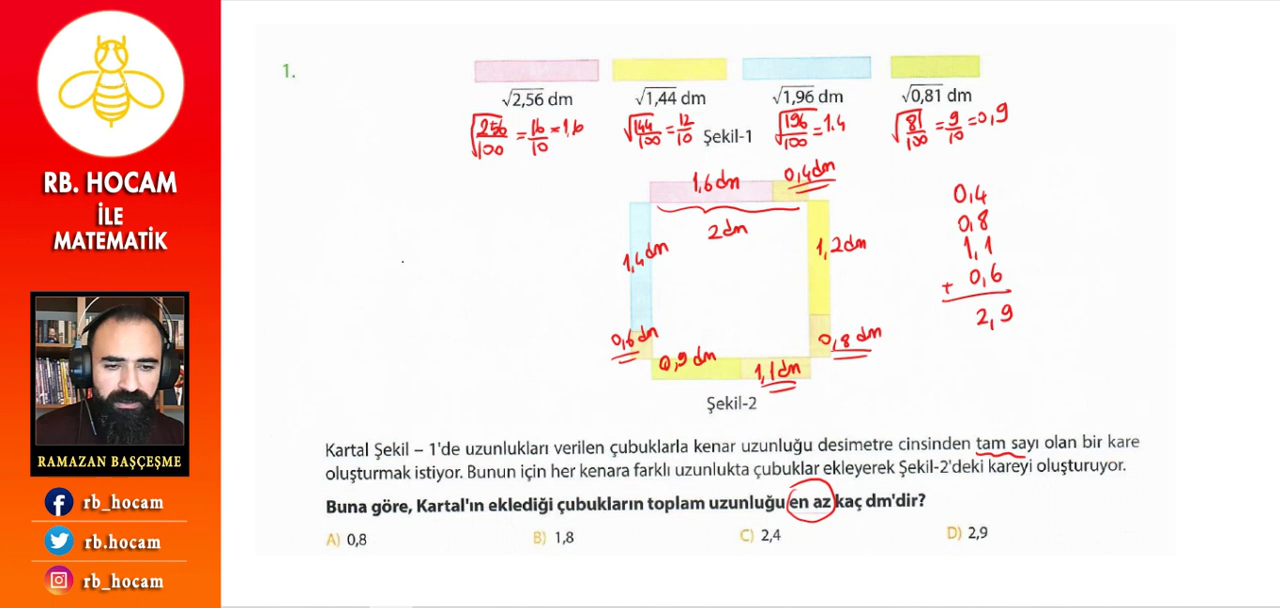 RB. HOCAM
İLE
MATEMATİK
RAMAZAN BAŞÇEŞME
rb_hocam
rb.hocam
rb_hocam
1.
√2,56 dm √1,44 dm √1,96 dm √0,81 dm
√256/100 = 16/10 = 1,6 √144/100 = 12/10 √196/100 = 1.4 √81/100 = 9/10 = 0,9
Şekil-1
1,6 dm 0,4 dm
2 dm
1,4 dm 1,2 dm
0,6 dm 0,8 dm
0,9 dm 1,1 dm
Şekil-2
0,4
0,8
1,1
+ 0,6
2,9
Kartal Şekil – 1'de uzunlukları verilen çubuklarla kenar uzunluğu desimetre cinsinden tam sayı olan bir kare
oluşturmak istiyor. Bunun için her kenara farklı uzunlukta çubuklar ekleyerek Şekil-2'deki kareyi oluşturuyor.
Buna göre, Kartal'ın eklediği çubukların toplam uzunluğu en az kaç dm'dir?
A) 0,8 B) 1,8 C) 2,4 D) 2,9